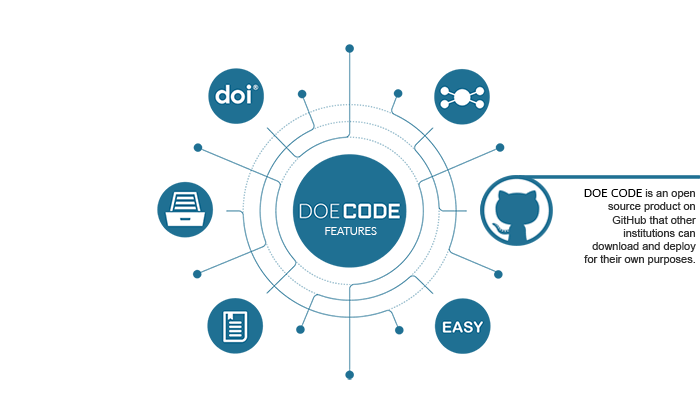 doi®
DOE CODE
FEATURES
DOE CODE is an open
source product on
GitHub that other
institutions can
download and deploy
for their own purposes.
EASY